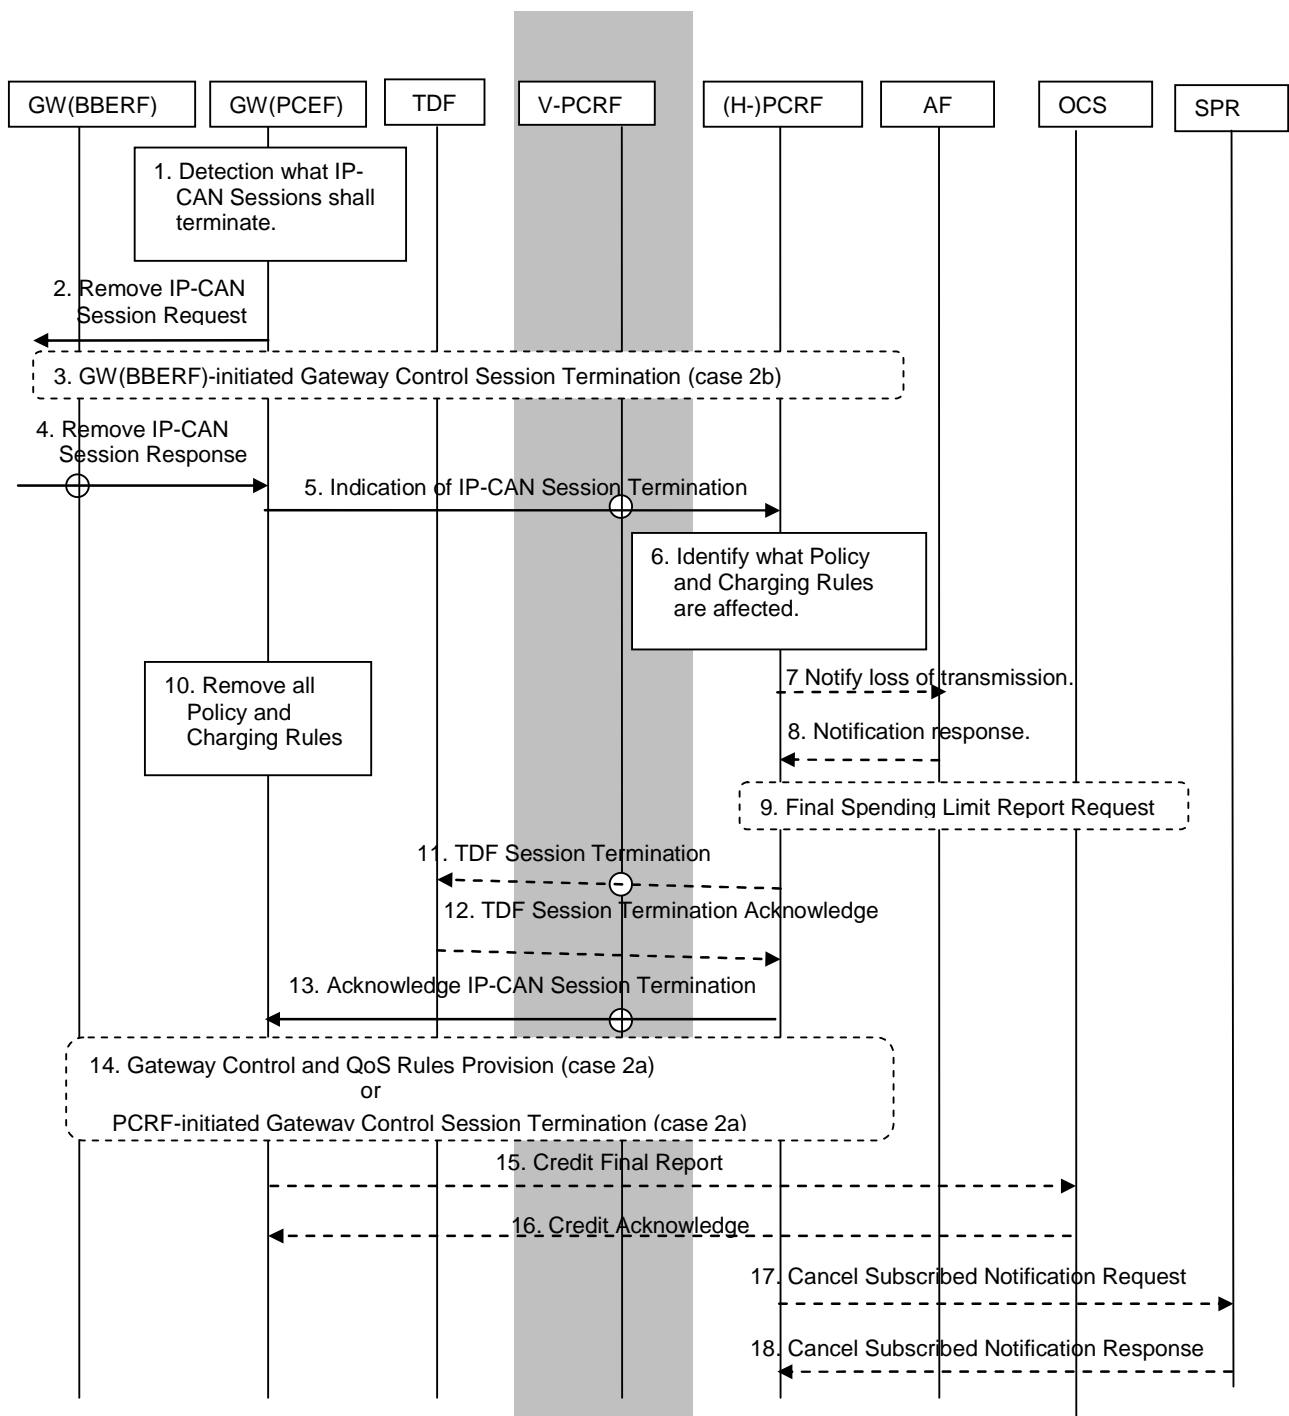 GW(BBERF)
GW(PCEF)
TDF
V-PCRF
(H-)PCRF
AF
OCS
SPR
1. Detection what IP-
CAN Sessions shall
terminate.
2. Remove IP-CAN
Session Request
3. GW(BBERF)-initiated Gateway Control Session Termination (case 2b)
4. Remove IP-CAN
Session Response
5. Indication of IP-CAN Session Termination
6. Identify what Policy
and Charging Rules
are affected.
7 Notify loss of transmission.
10. Remove all
Policy and
Charging Rules
8. Notification response.
9. Final Spending Limit Report Request
11. TDF Session Termination
12. TDF Session Termination Acknowledge
13. Acknowledge IP-CAN Session Termination
14. Gateway Control and QoS Rules Provision (case 2a)
or
PCRF-initiated Gateway Control Session Termination (case 2a)
15. Credit Final Report
16. Credit Acknowledge
17. Cancel Subscribed Notification Request
18. Cancel Subscribed Notification Response